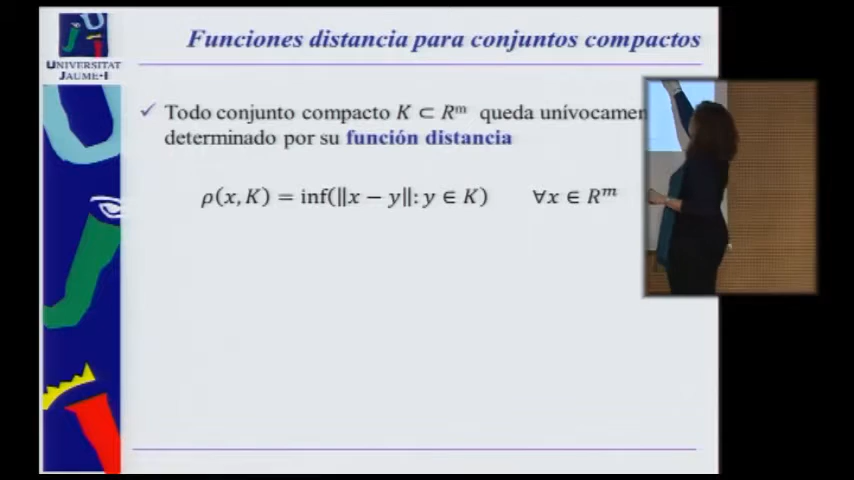 Funciones distancia para conjuntos compactos
UNIVERSITAT
JAUME·I
✓ Todo conjunto compacto K ⊂ Rᵐ queda unívocamen
determinado por su función distancia
ρ(x, K) = inf(‖x − y‖: y ∈ K) ∀x ∈ Rᵐ